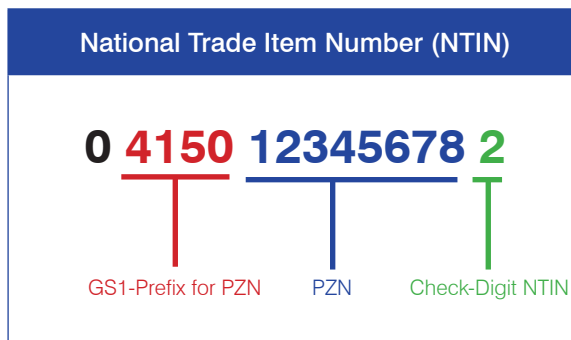 National Trade Item Number (NTIN)
0 4150 12345678 2
GS1-Prefix for PZN PZN Check-Digit NTIN